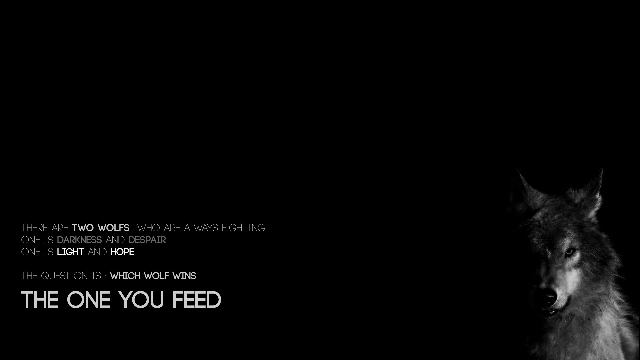 THERE ARE TWO WOLFS WHO ARE ALWAYS FIGHTING
ONE IS DARKNESS AND DESPAIR
ONE IS LIGHT AND HOPE
THE QUESTION IS - WHICH WOLF WINS
THE ONE YOU FEED